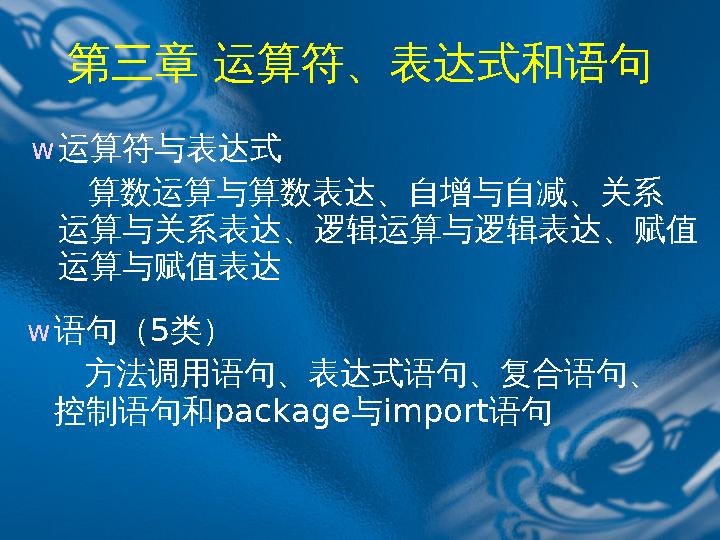 第三章 运算符、表达式和语句
w运算符与表达式
算数运算与算数表达、自增与自减、关系
运算与关系表达、逻辑运算与逻辑表达、赋值
运算与赋值表达
w语句（5类）
方法调用语句、表达式语句、复合语句、
控制语句和package与import语句